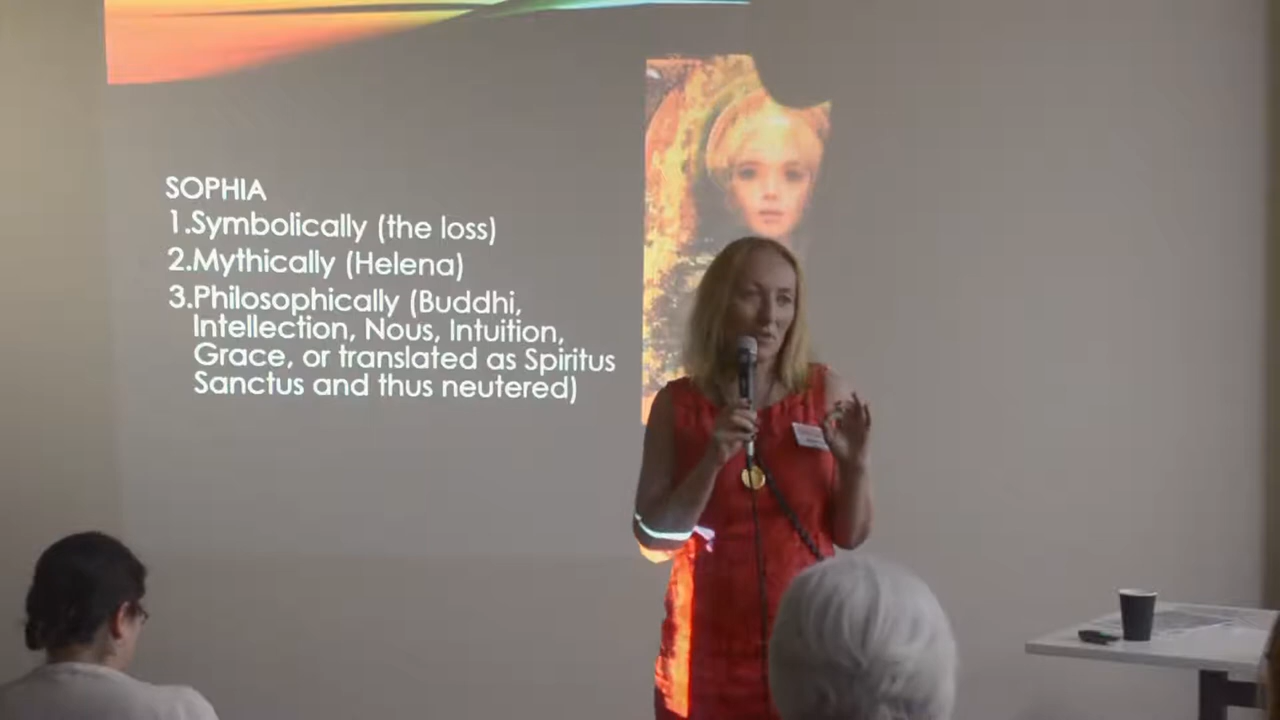 SOPHIA
1.Symbolically (the loss)
2.Mythically (Helena)
3.Philosophically (Buddhi,
Intellection, Nous, Intuition,
Grace, or translated as Spiritus
Sanctus and thus neutered)